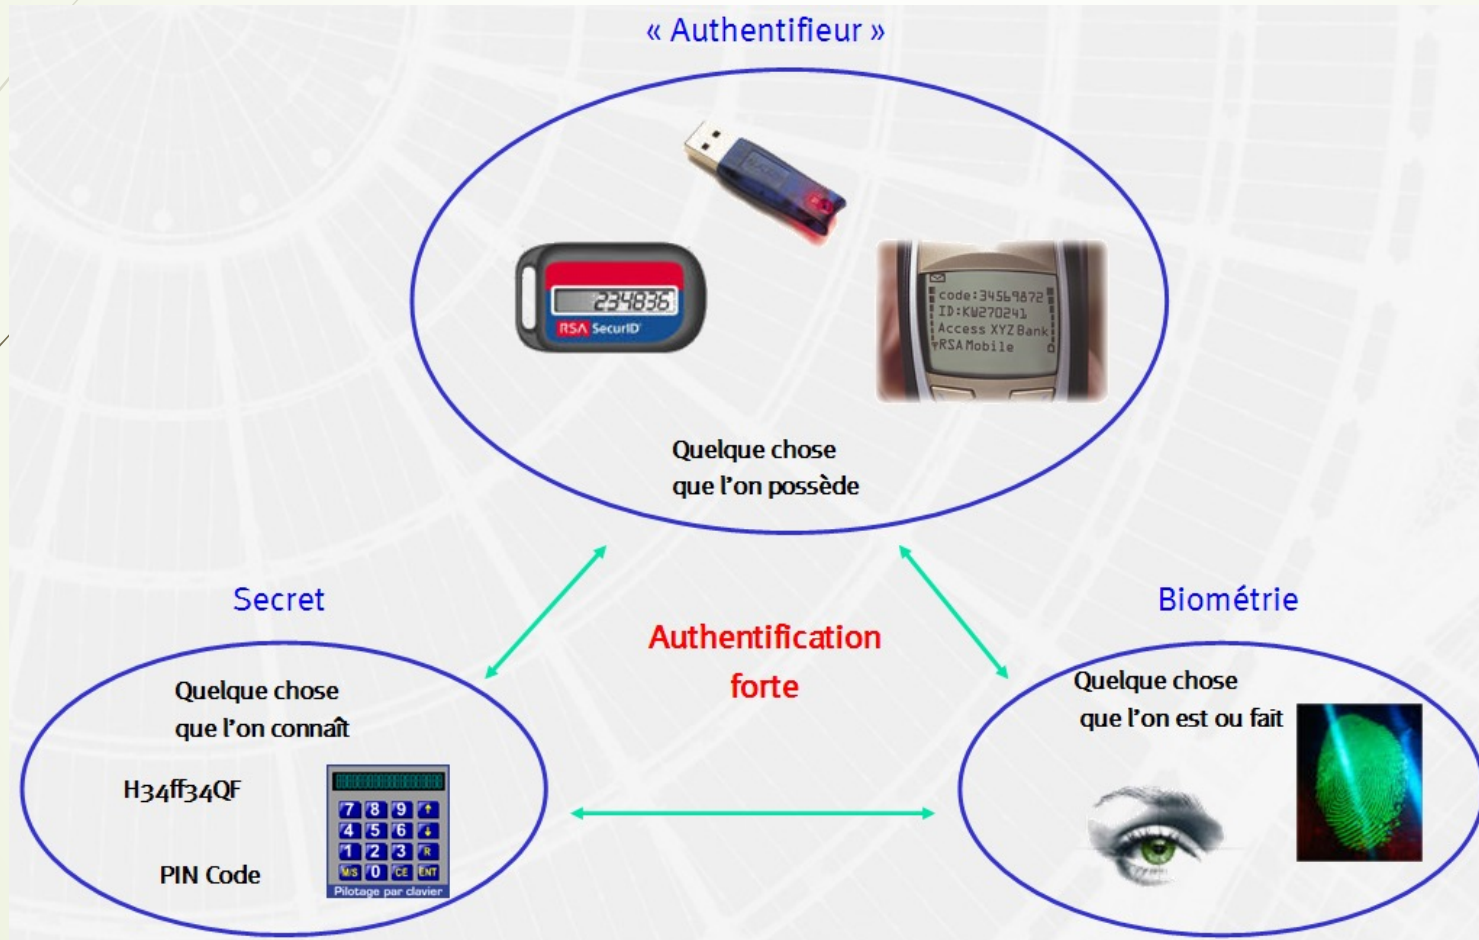 « Authentifieur »
234836
RSA SecurID
code:34569872
ID:KW270241
Access XYZ Bank
RSA Mobile
Quelque chose
que l'on possède
Secret
Biométrie
Authentification
forte
Quelque chose
que l'on connaît
H34ff34QF
PIN Code
7 8 9
4 5 6
1 2 3 R
M/S 0 CE ENT
Pilotage par clavier
Quelque chose
que l'on est ou fait